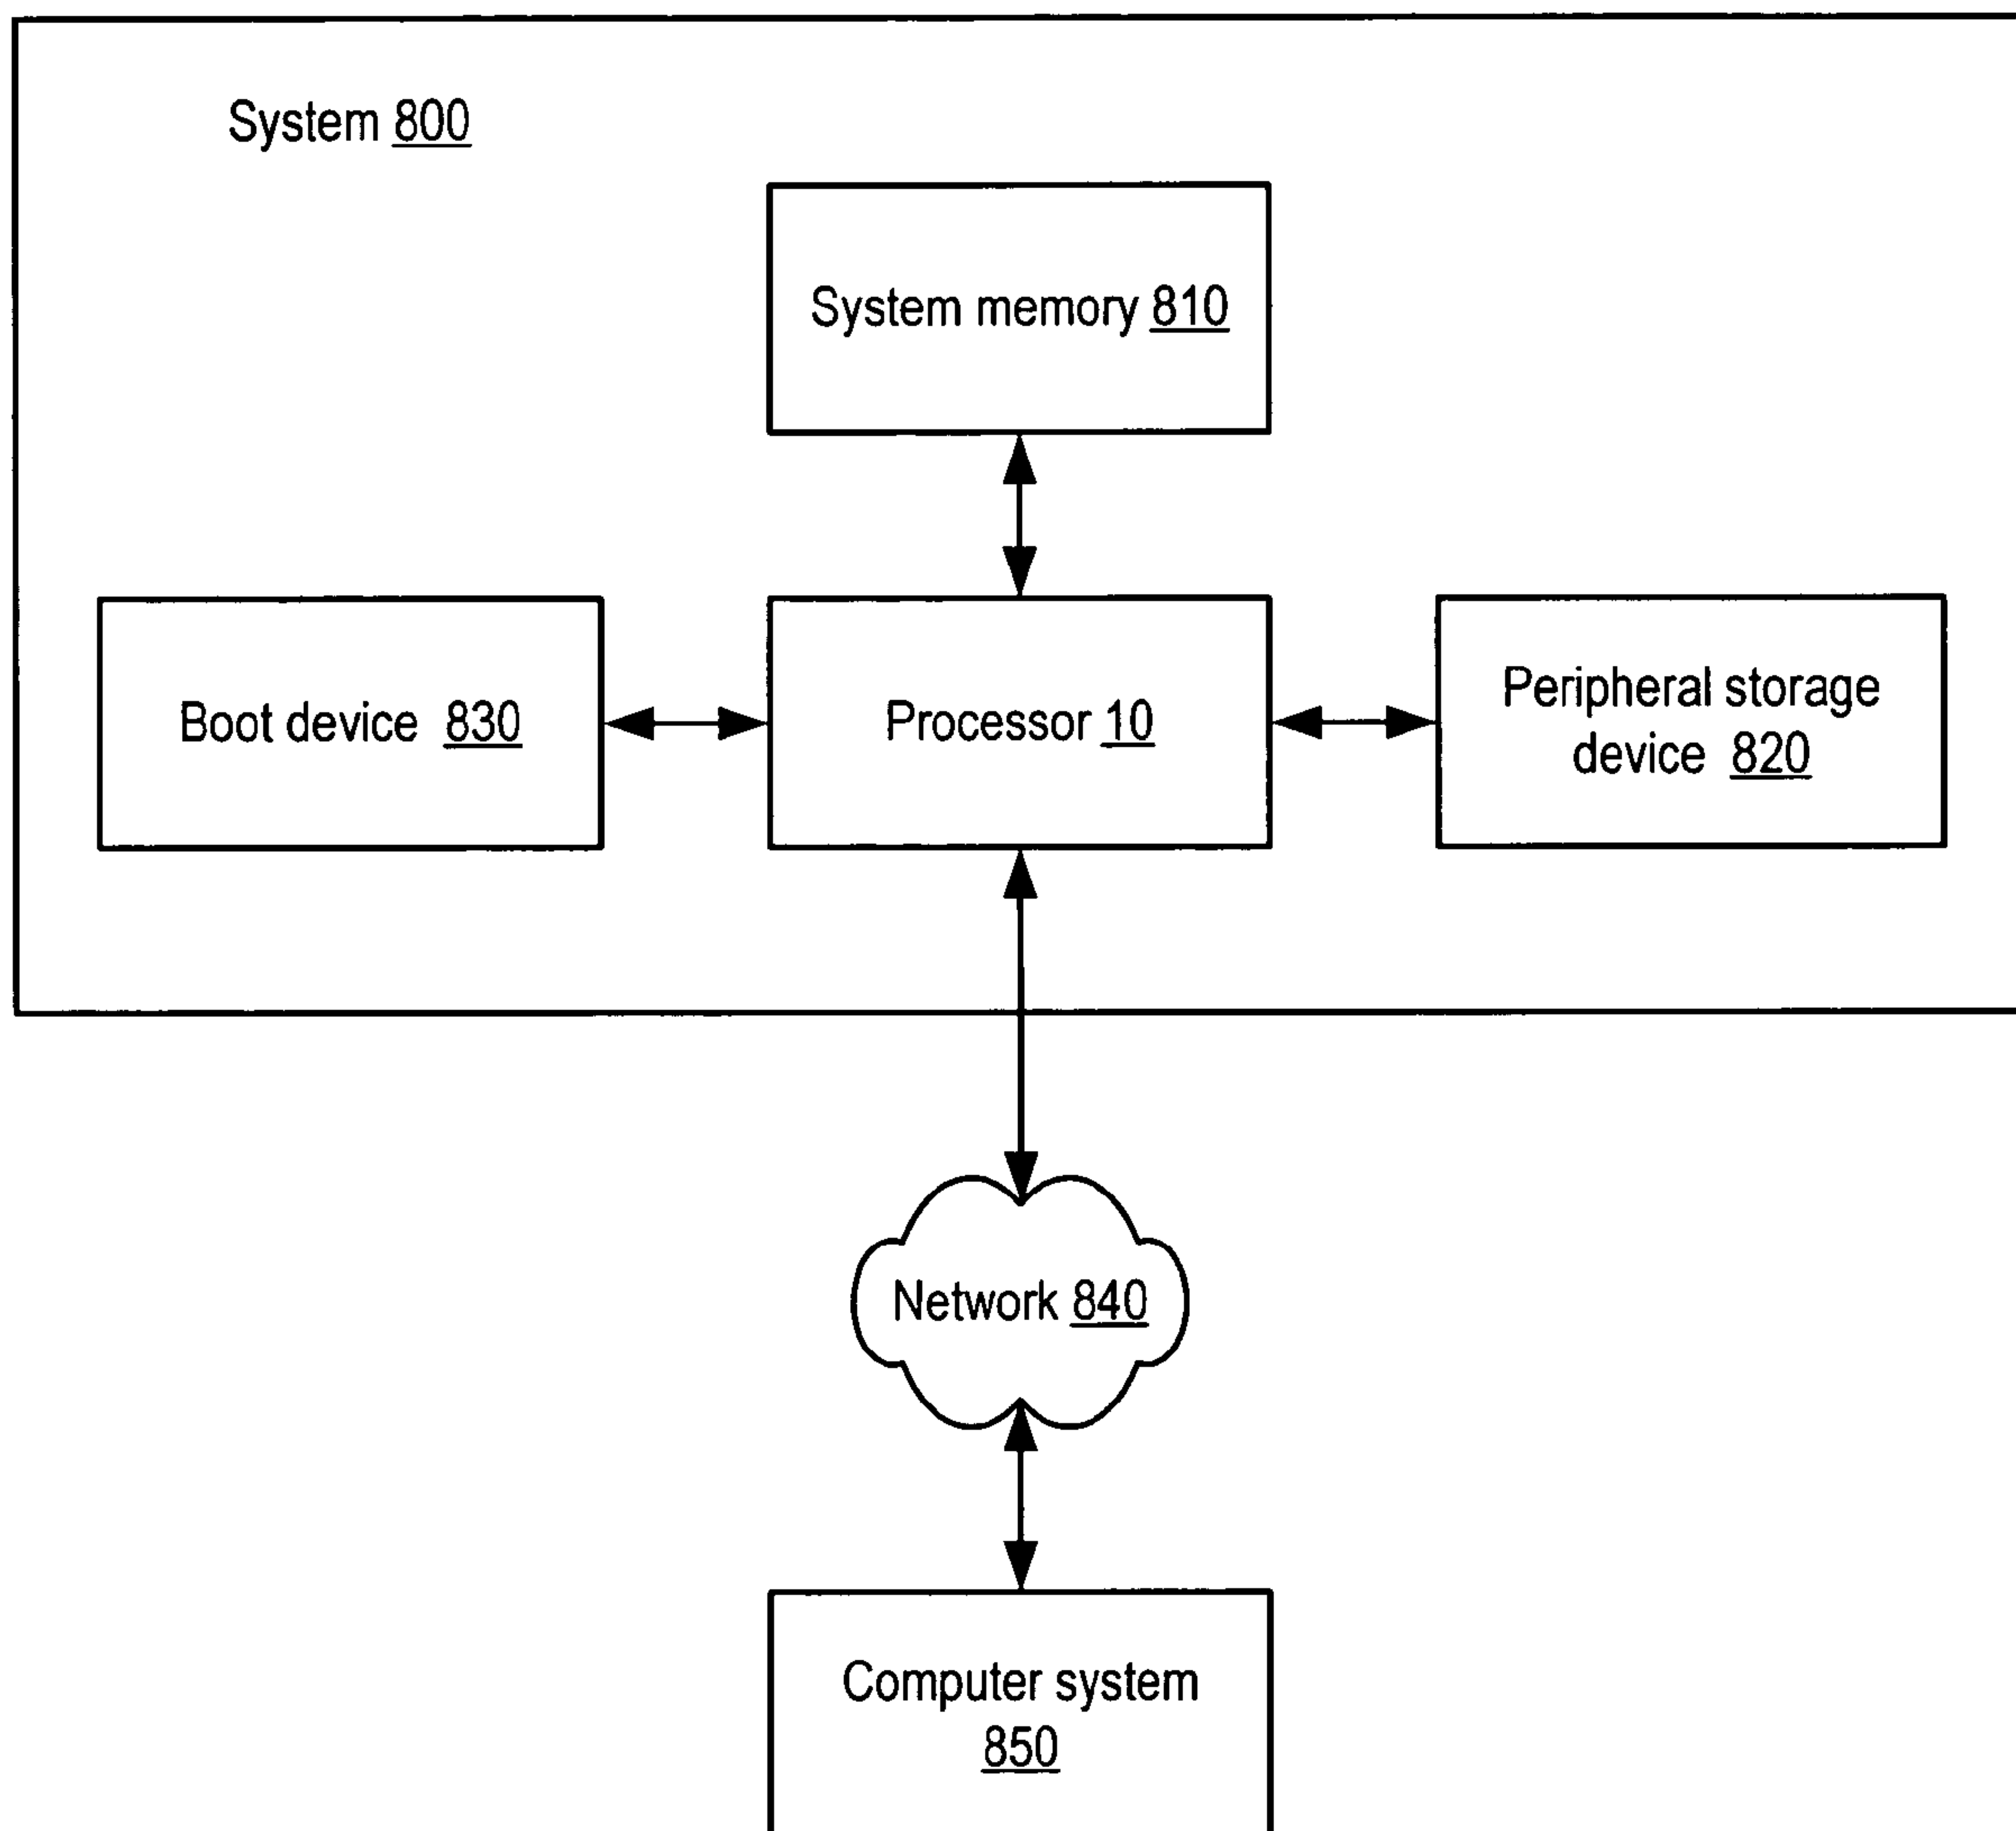 System 800
System memory 810
Boot device 830
Processor 10
Peripheral storage
device 820
Network 840
Computer system
850